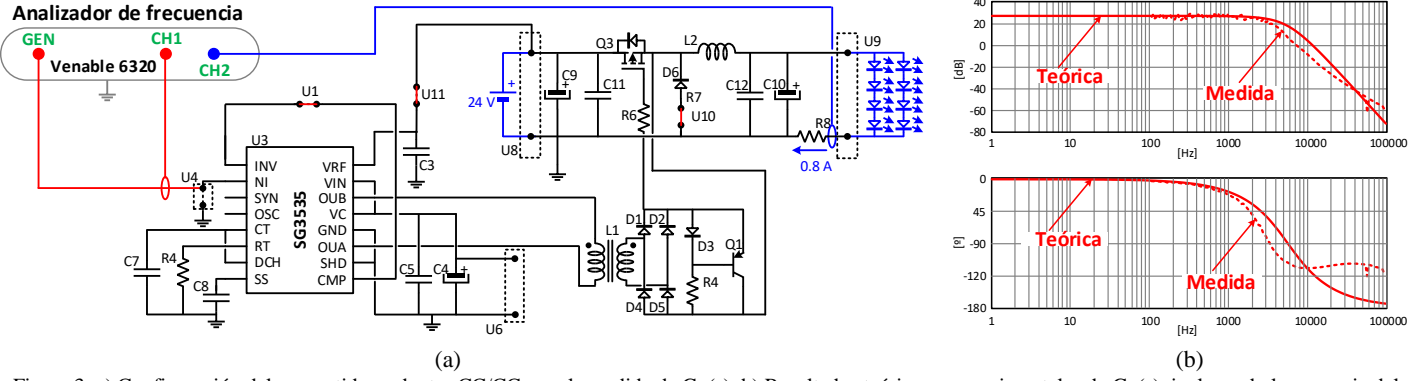 Analizador de frecuencia
GEN
CH1
CH2
Venable 6320
U1
U11
U3
U4
INV
NI
SYN
OSC
CT
RT
DCH
SS
SG3535
VRF
VIN
OUB
VC
GND
OUA
SHD
CMP
C7
R4
C8
C3
C5
C4
+
U6
24 V
+
U8
C9
+
C11
Q3
R6
D6
R7
U10
L2
C12
C10
+
R8
U9
0.8 A
L1
D1
D2
D3
D4
D5
R4
Q1
(a)
40
20
0
-20
-40
-60
-80
[dB]
Teórica
Medida
1
10
100
1000
10000
100000
[Hz]
0
45
-90
-120
-180
[º]
Teórica
Medida
1
10
100
1000
10000
100000
[Hz]
(b)